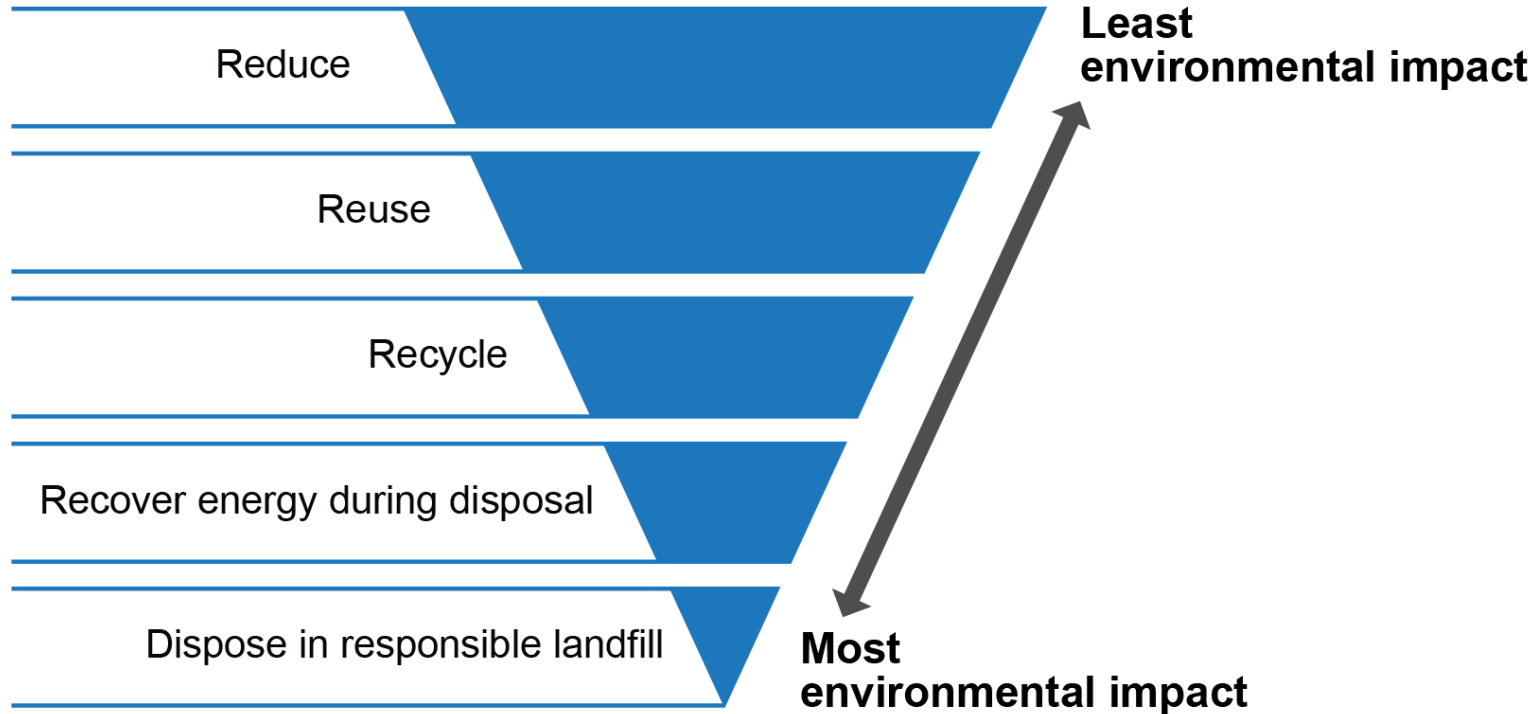 Reduce
Least
environmental impact
Reuse
Recycle
Recover energy during disposal
Dispose in responsible landfill
Most
environmental impact